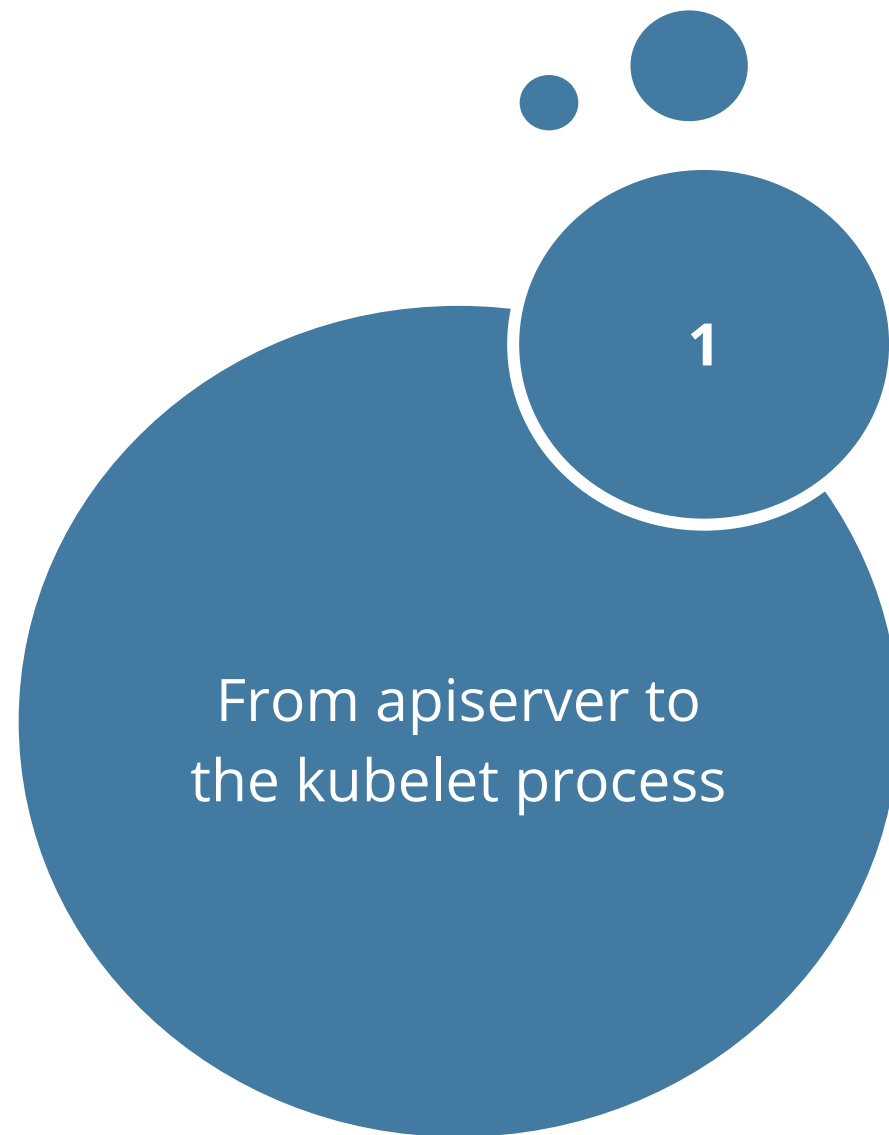 1
From apiserver to
the kubelet process